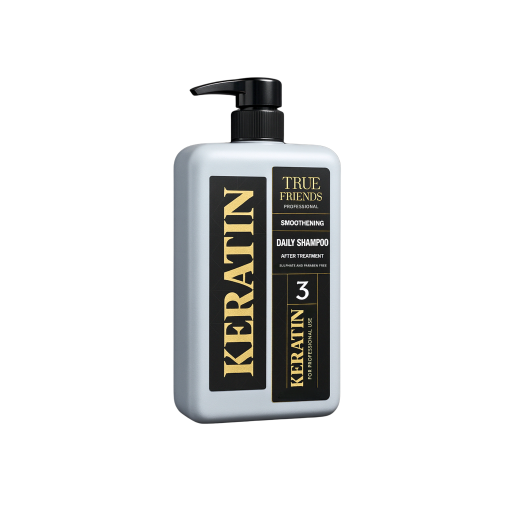 KERATIN
TRUE
FRIENDS
PROFESSIONAL
SMOOTHENING
DAILY SHAMPOO
AFTER TREATMENT
SULPHATE AND PARABEN FREE
3
KERATIN
FOR PROFESSIONAL USE